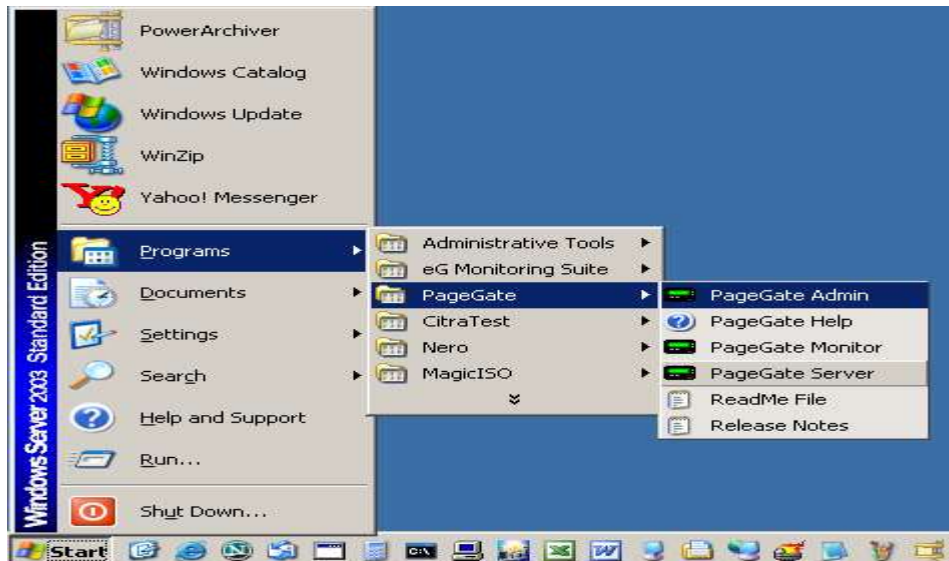 PowerArchiver
Windows Catalog
Windows Update
WinZip
Yahoo! Messenger
Programs
Documents
Settings
Search
Help and Support
Run...
Shut Down...
Windows Server 2003 Standard Edition
Administrative Tools
eG Monitoring Suite
PageGate
CitraTest
Nero
MagicISO
PageGate Admin
PageGate Help
PageGate Monitor
PageGate Server
ReadMe File
Release Notes
Start